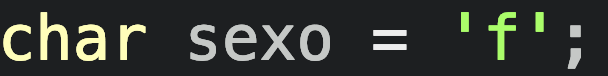 char sexo = 'f';